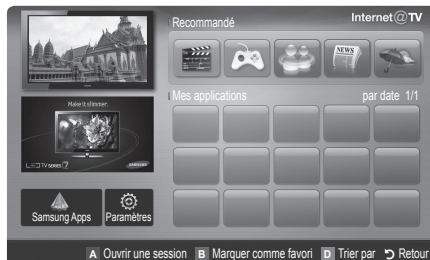 Recommandé
Internet@TV
NEWS
Mes applications
par date 1/1
Make it slimmer.
LED TV SERIES 7
SAMSUNG
Samsung Apps
Paramètres
A Ouvrir une session B Marquer comme favori D Trier par Retour